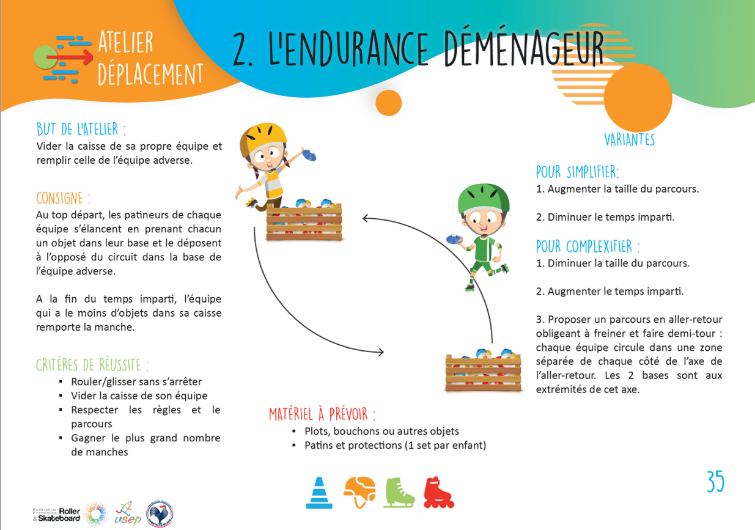 ATELIER
DÉPLACEMENT
2. L'ENDURANCE DÉMÉNAGEUR
BUT DE L'ATELIER :
Vider la caisse de sa propre équipe et
remplir celle de l'équipe adverse.
CONSIGNE :
Au top départ, les patineurs de chaque
équipe s'élancent en prenant chacun
un objet dans leur base et le déposent
à l'opposé du circuit dans la base de
l'équipe adverse.
A la fin du temps imparti, l'équipe
qui a le moins d'objets dans sa caisse
remporte la manche.
CRITÈRES DE RÉUSSITE :
▪ Rouler/glisser sans s'arrêter
▪ Vider la caisse de son équipe
▪ Respecter les règles et le
parcours
▪ Gagner le plus grand nombre
de manches
MATÉRIEL À PRÉVOIR :
▪ Plots, bouchons ou autres objets
▪ Patins et protections (1 set par enfant)
VARIANTES
POUR SIMPLIFIER:
1. Augmenter la taille du parcours.
2. Diminuer le temps imparti.
POUR COMPLEXIFIER :
1. Diminuer la taille du parcours.
2. Augmenter le temps imparti.
3. Proposer un parcours en aller-retour
obligeant à freiner et faire demi-tour :
chaque équipe circule dans une zone
séparée de chaque côté de l'axe de
l'aller-retour. Les 2 bases sont aux
extrémités de cet axe.
Roller
&Skateboard
usep
35